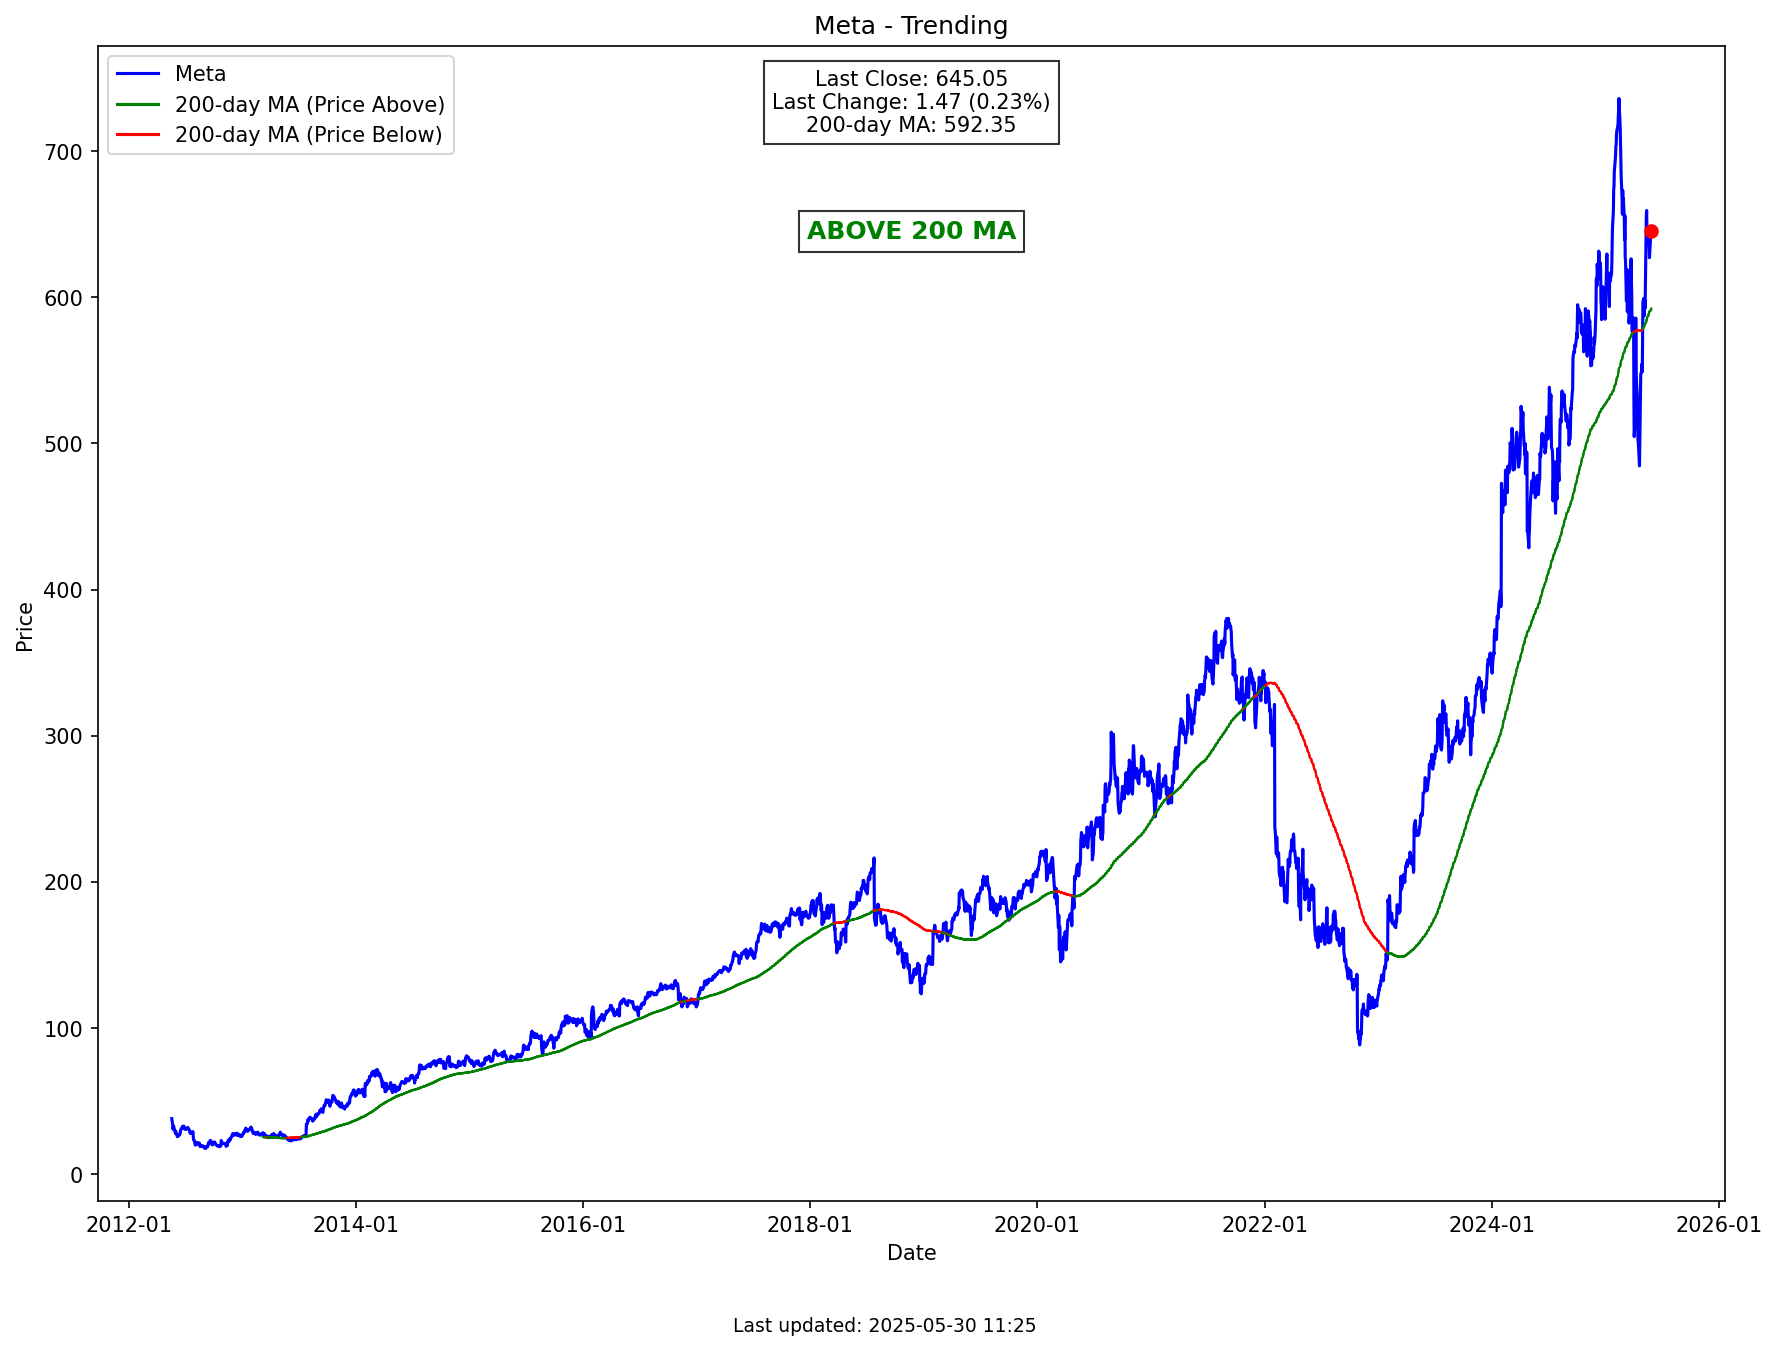 Meta - Trending
Meta
200-day MA (Price Above)
200-day MA (Price Below)
Last Close: 645.05
Last Change: 1.47 (0.23%)
200-day MA: 592.35
ABOVE 200 MA
Price
700
600
500
400
300
200
100
0
2012-01
2014-01
2016-01
2018-01
2020-01
2022-01
2024-01
2026-01
Date
Last updated: 2025-05-30 11:25